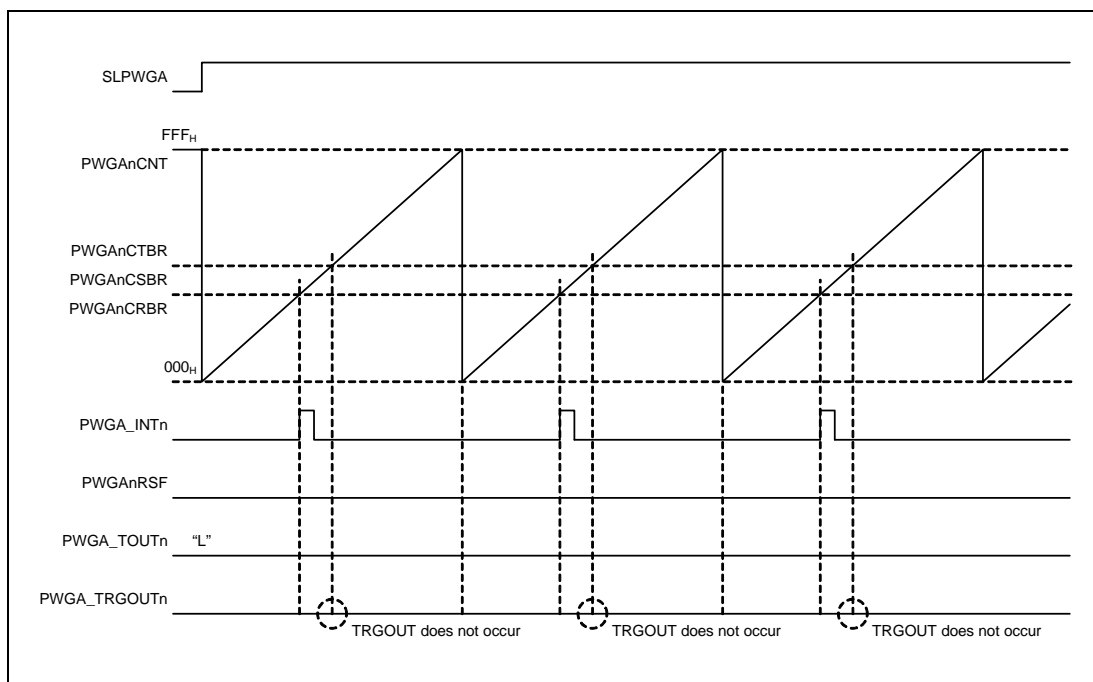 SLPWGA
FFFH
PWGAnCNT
PWGAnCTBR
PWGAnCSBR
PWGAnCRBR
000H
PWGA_INTn
PWGAnRSF
PWGA_TOUTn “L”
PWGA_TRGOUTn
TRGOUT does not occur TRGOUT does not occur TRGOUT does not occur